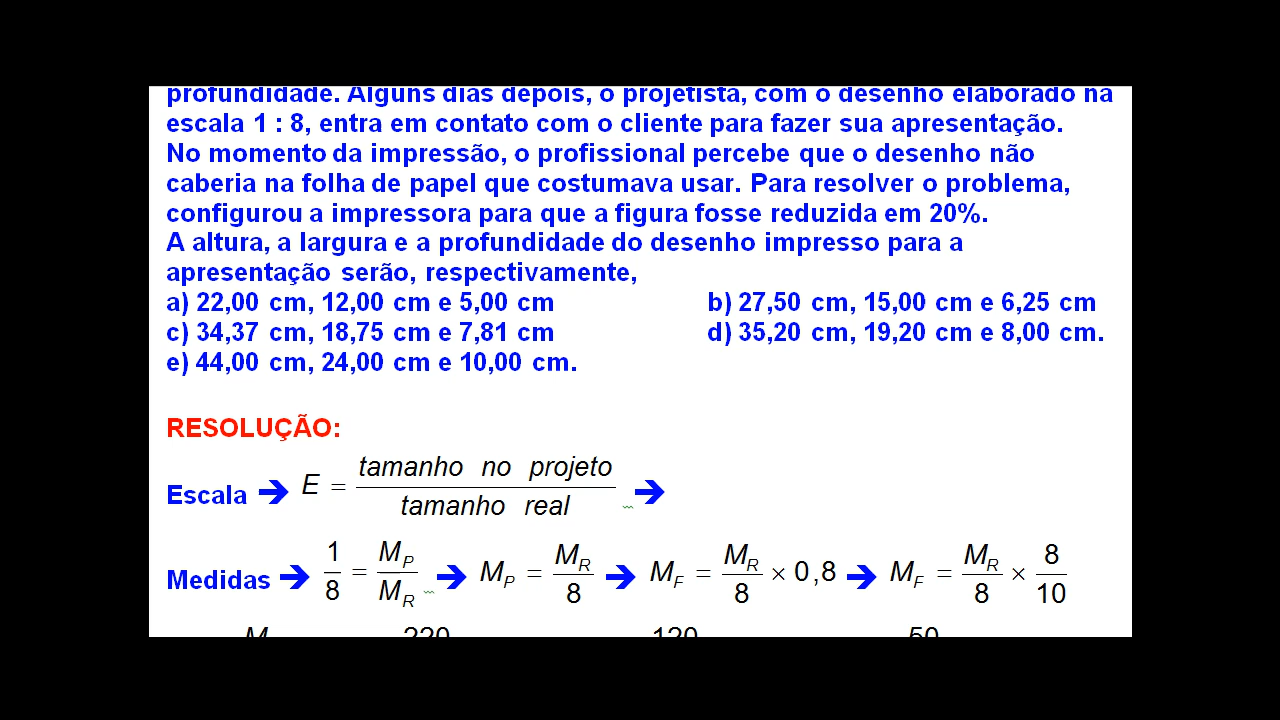 profundidade. Alguns dias depois, o projetista, com o desenho elaborado na
escala 1 : 8, entra em contato com o cliente para fazer sua apresentação.
No momento da impressão, o profissional percebe que o desenho não
caberia na folha de papel que costumava usar. Para resolver o problema,
configurou a impressora para que a figura fosse reduzida em 20%.
A altura, a largura e a profundidade do desenho impresso para a
apresentação serão, respectivamente,
a) 22,00 cm, 12,00 cm e 5,00 cm b) 27,50 cm, 15,00 cm e 6,25 cm
c) 34,37 cm, 18,75 cm e 7,81 cm d) 35,20 cm, 19,20 cm e 8,00 cm.
e) 44,00 cm, 24,00 cm e 10,00 cm.
RESOLUÇÃO:
Escala ➔ E = tamanho no projeto / tamanho real ➔
Medidas ➔ 1/8 = M_P/M_R ➔ M_P = M_R/8 ➔ M_F = M_R/8 × 0,8 ➔ M_F = M_R/8 × 8/10
M 220 120 50